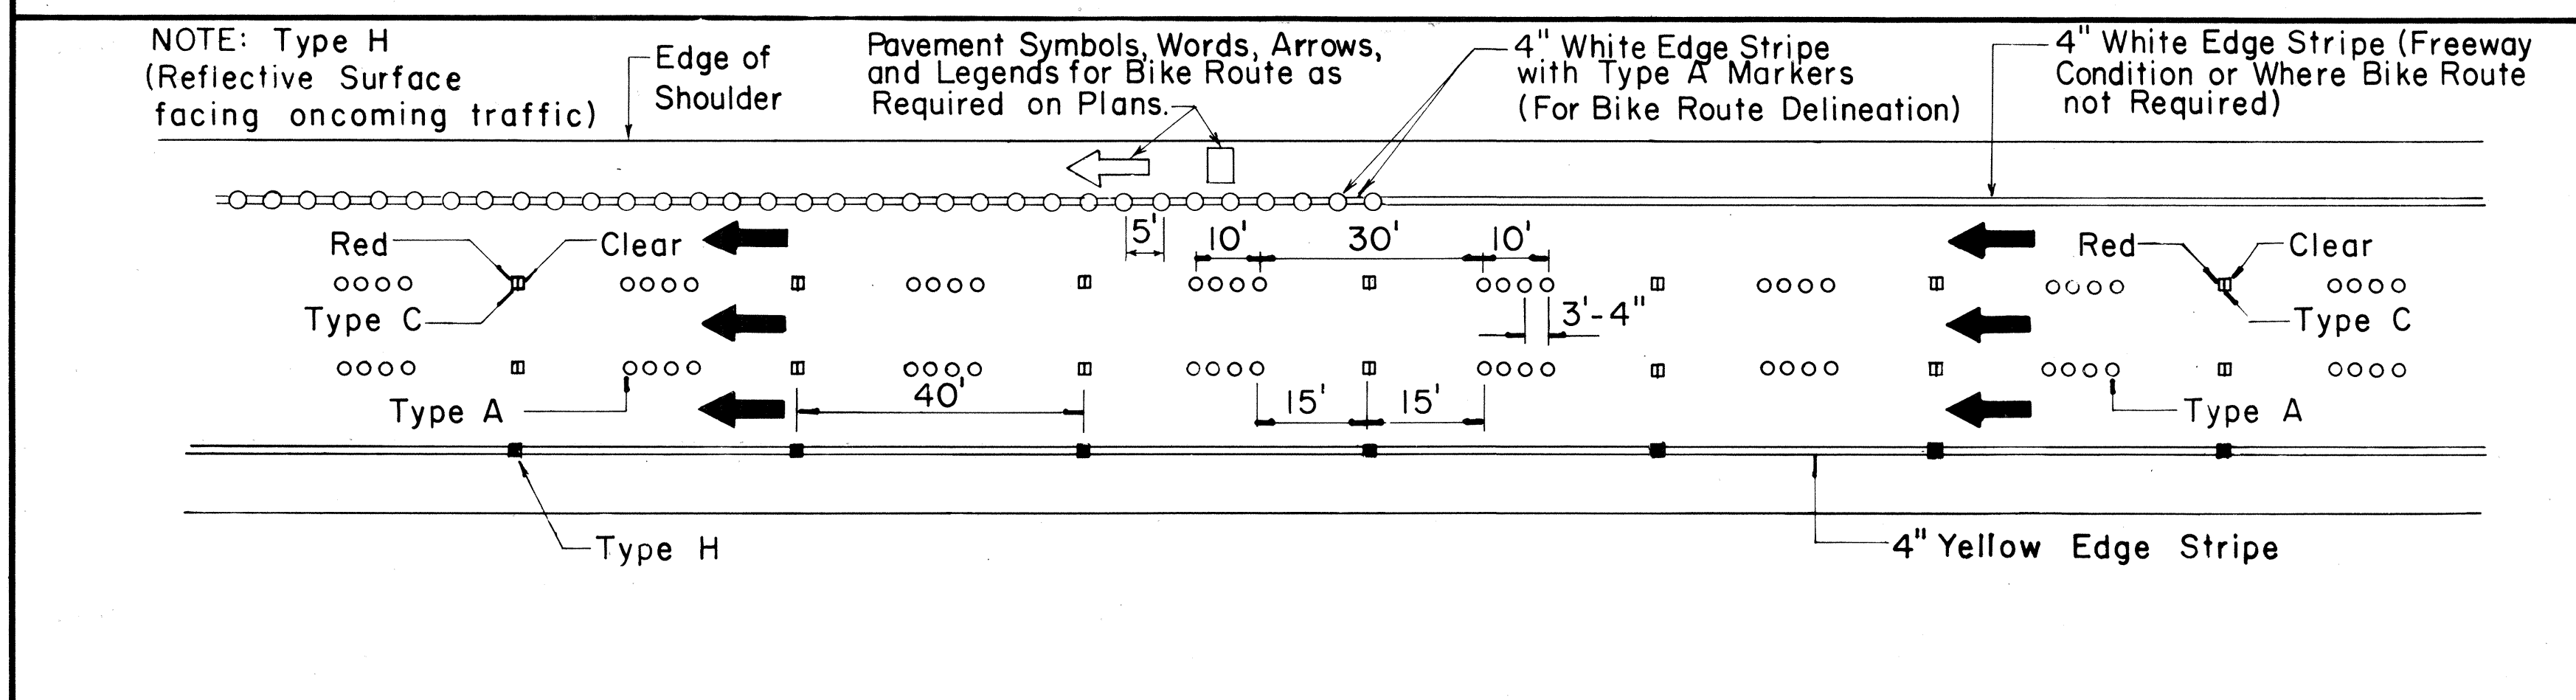 NOTE: Type H
(Reflective Surface
facing oncoming traffic)
Edge of
Shoulder
Pavement Symbols, Words, Arrows,
and Legends for Bike Route as
Required on Plans.
4" White Edge Stripe
with Type A Markers
(For Bike Route Delineation)
4" White Edge Stripe (Freeway
Condition or Where Bike Route
not Required)
5'
10'
30'
10'
Red
Clear
Red
Clear
Type C
3'-4"
Type C
Type A
40'
15'
15'
Type A
Type H
4" Yellow Edge Stripe